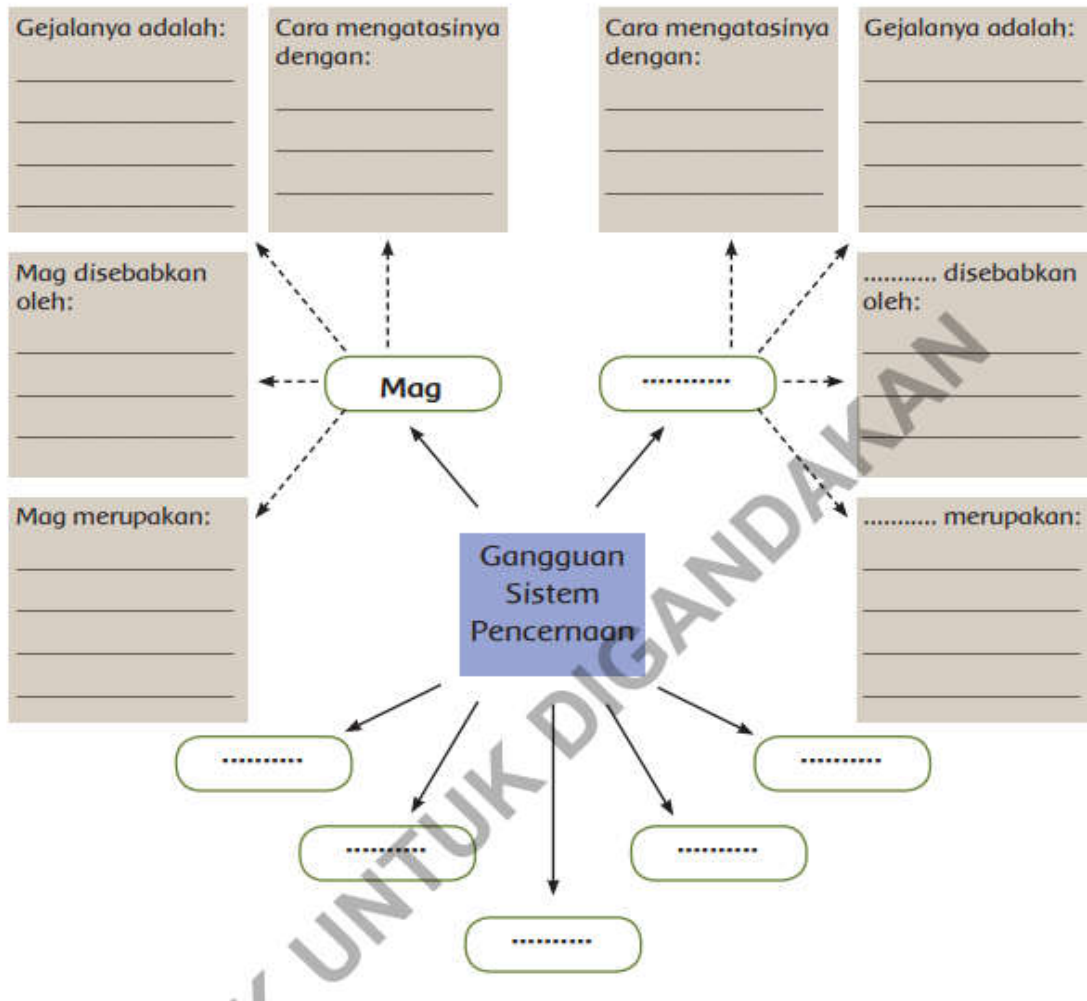 Gejalanya adalah:
Cara mengatasinya
dengan:
Cara mengatasinya
dengan:
Gejalanya adalah:
Mag disebabkan
oleh:
........... disebabkan
oleh:
Mag
...........
Mag merupakan:
........... merupakan:
Gangguan
Sistem
Pencernaan
..........
..........
..........
..........
..........
UNTUK DIGANDAKAN